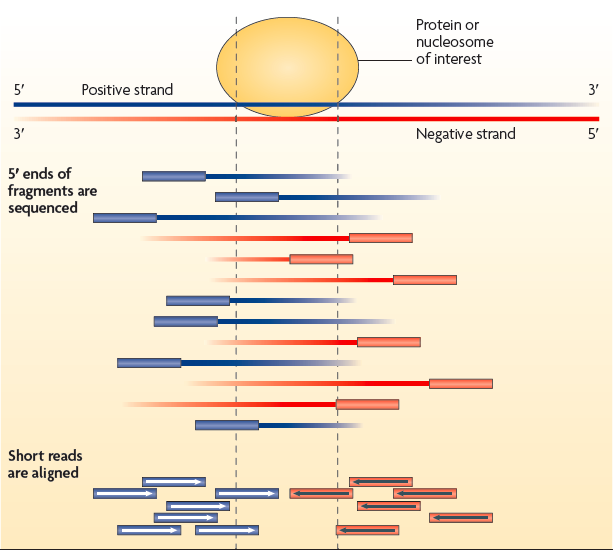 Protein or
nucleosome
of interest
5′ Positive strand 3′
3′ Negative strand 5′
5′ ends of
fragments are
sequenced
Short reads
are aligned